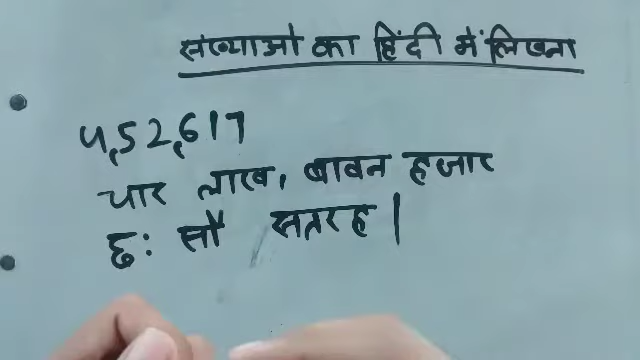 संख्याओ का हिंदी में लिखना
4,52,617
चार लाख, बावन हजार
छः सौ सतरह |